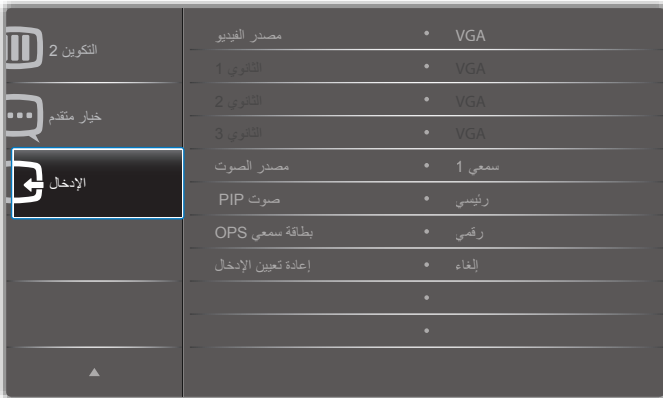 التكوين 2
خيار متقدم
الإدخال
مصدر الفيديو • VGA
الثانوي 1 • VGA
الثانوي 2 • VGA
الثانوي 3 • VGA
مصدر الصوت • سمعي 1
صوت PIP • رئيسي
بطاقة سمعي OPS • رقمي
إعادة تعيين الإدخال • إلغاء
•
•